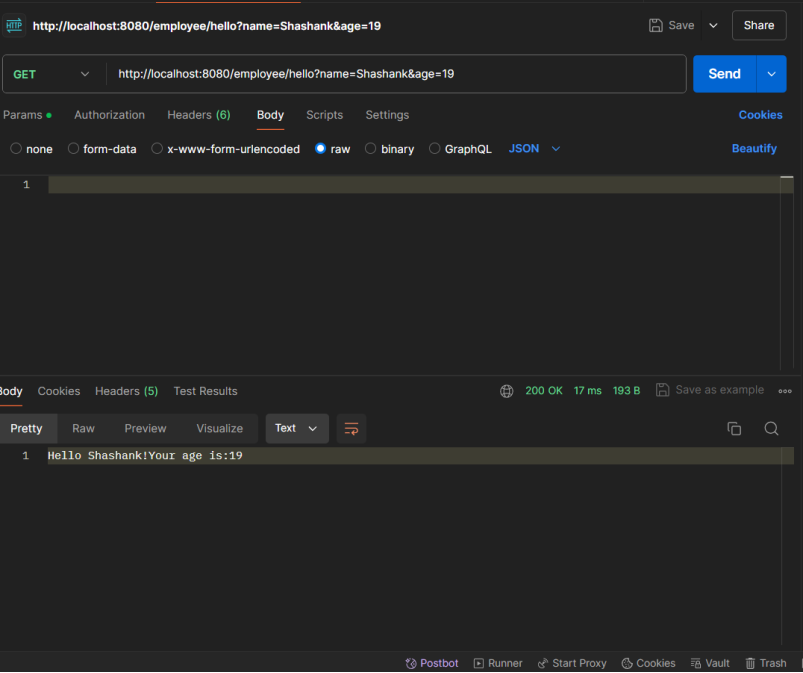 HTTP http://localhost:8080/employee/hello?name=Shashank&age=19 Save Share
GET http://localhost:8080/employee/hello?name=Shashank&age=19 Send
Params Authorization Headers (6) Body Scripts Settings Cookies
none form-data x-www-form-urlencoded raw binary GraphQL JSON Beautify
1
Body Cookies Headers (5) Test Results 200 OK 17 ms 193 B Save as example
Pretty Raw Preview Visualize Text
1 Hello Shashank!Your age is:19
Postbot Runner Start Proxy Cookies Vault Trash